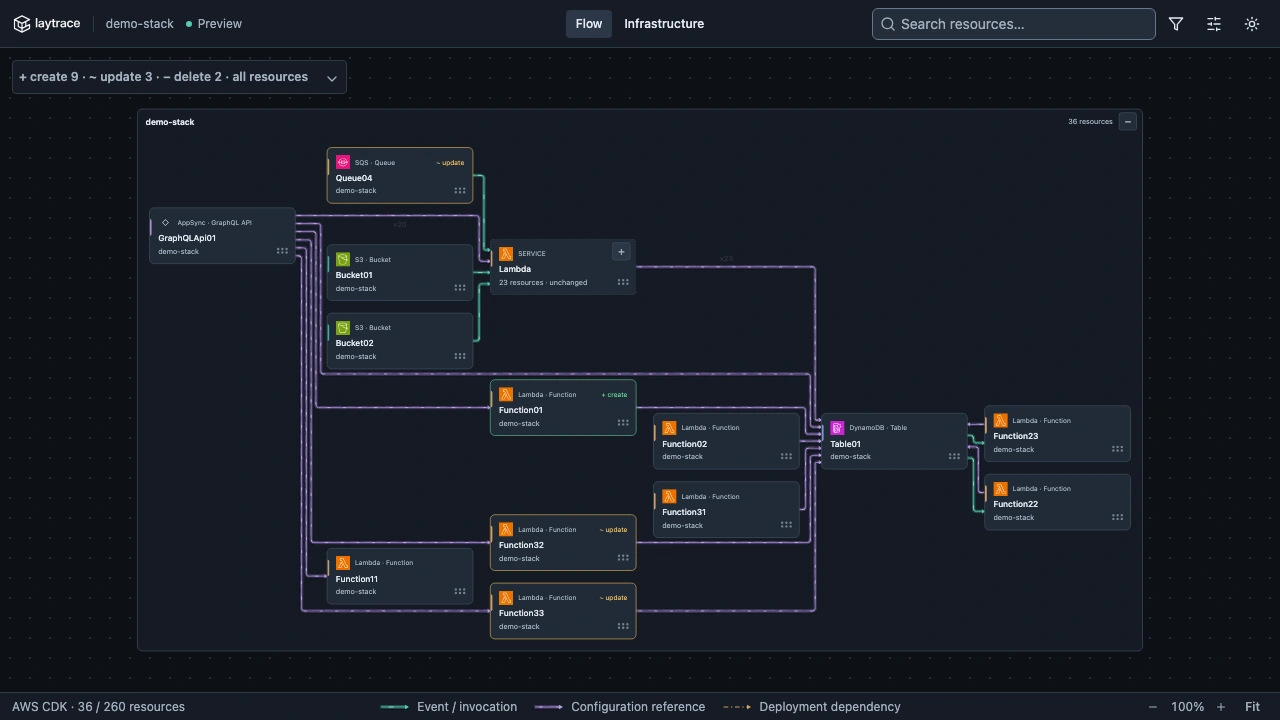 laytrace
demo-stack
Preview
Flow
Infrastructure
Search resources...
+ create 9 · ~ update 3 · − delete 2 · all resources
demo-stack
36 resources
−
SQS · Queue
~ update
Queue04
demo-stack
AppSync · GraphQL API
GraphQLApi01
demo-stack
x23
S3 · Bucket
Bucket01
demo-stack
SERVICE
+
Lambda
23 resources · unchanged
x23
S3 · Bucket
Bucket02
demo-stack
Lambda · Function
+ create
Function01
demo-stack
Lambda · Function
Function02
demo-stack
DynamoDB · Table
Table01
demo-stack
Lambda · Function
Function23
demo-stack
Lambda · Function
Function31
demo-stack
Lambda · Function
Function22
demo-stack
Lambda · Function
~ update
Function32
demo-stack
Lambda · Function
Function11
demo-stack
Lambda · Function
~ update
Function33
demo-stack
AWS CDK · 36 / 260 resources
Event / invocation
Configuration reference
Deployment dependency
− 100% +
Fit